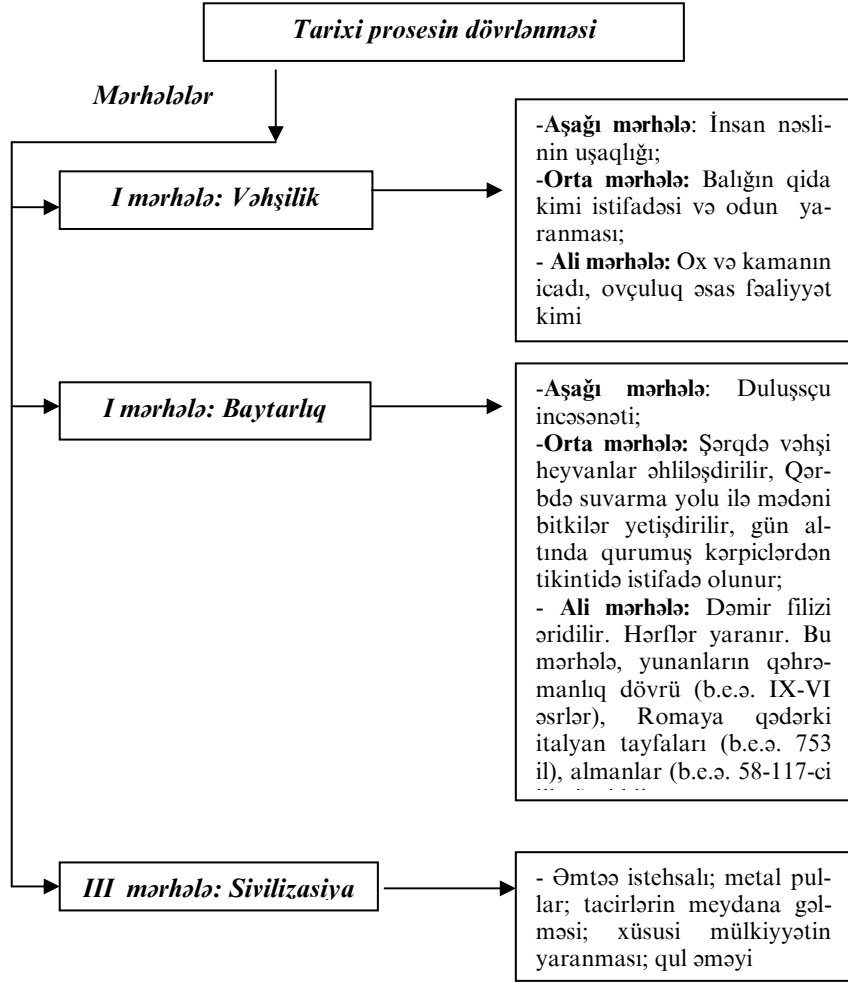 Tarixi prosesin dövrlənməsi
Mərhələlər
I mərhələ: Vəhşilik
-Aşağı mərhələ: İnsan nəsli-
nin uşaqlığı;
-Orta mərhələ: Balığın qida
kimi istifadəsi və odun ya-
ranması;
- Ali mərhələ: Ox və kamanın
icadı, ovçuluq əsas fəaliyyət
kimi
I mərhələ: Baytarlıq
-Aşağı mərhələ: Duluşsçu
incəsənəti;
-Orta mərhələ: Şərqdə vəhşi
heyvanlar əhliləşdirilir, Qər-
bdə suvarma yolu ilə mədəni
bitkilər yetişdirilir, gün al-
tında qurumuş kərpiclərdən
tikintidə istifadə olunur;
- Ali mərhələ: Dəmir filizi
əridilir. Hərflər yaranır. Bu
mərhələ, yunanların qəhrə-
manlıq dövrü (b.e.ə. IX-VI
əsrlər), Romaya qədərki
italyan tayfaları (b.e.ə. 753
il), almanlar (b.e.ə. 58-117-ci
III mərhələ: Sivilizasiya
- Əmtəə istehsalı; metal pul-
lar; tacirlərin meydana gəl-
məsi; xüsusi mülkiyyətin
yaranması; qul əməyi